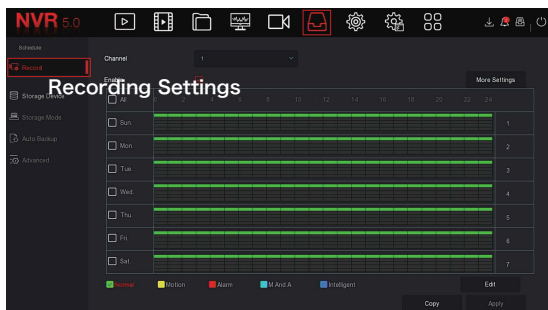 NVR 5.0
Schedule
Record
Storage Device
Storage Mode
Auto Backup
Advanced
Channel
1
Enable
More Settings
Recording Settings
All 0 2 4 6 8 10 12 14 16 18 20 22 24
Sun. 1
Mon. 2
Tue. 3
Wed. 4
Thu. 5
Fri. 6
Sat. 7
Normal Motion Alarm M And A Intelligent
Edit
Copy Apply